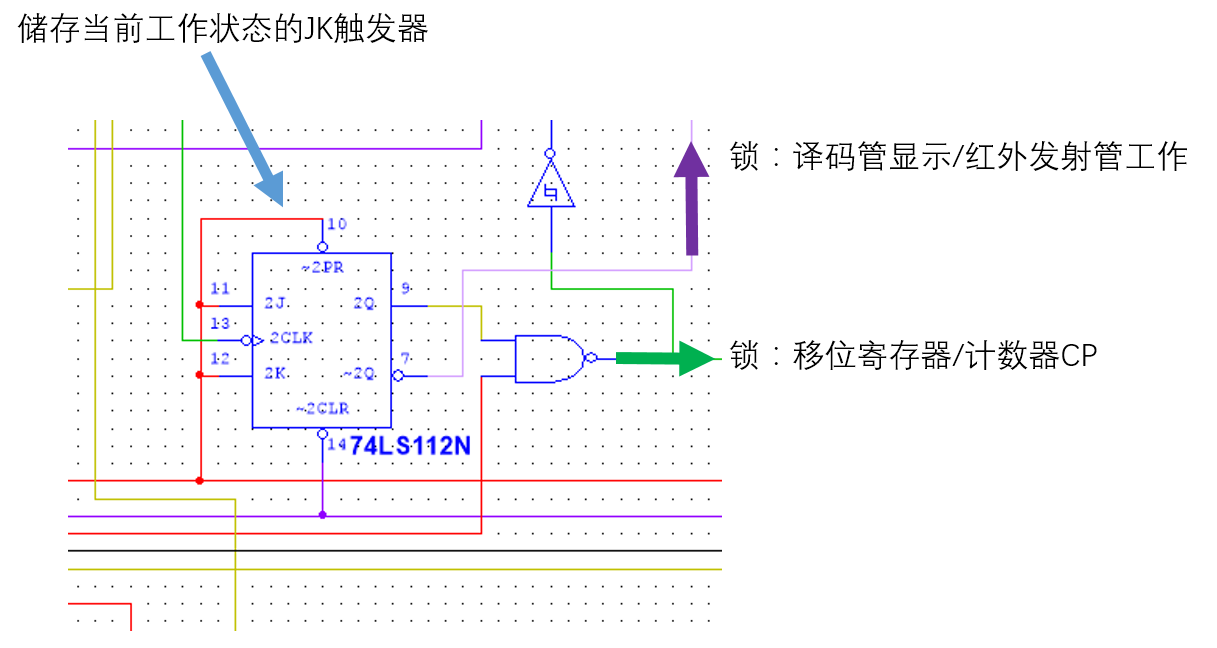 储存当前工作状态的JK触发器
锁：译码管显示/红外发射管工作
10
~2PR
11
2J
2Q
9
13
2CLK
12
2K
~2Q
7
~2CLR
14
74LS112N
锁：移位寄存器/计数器CP